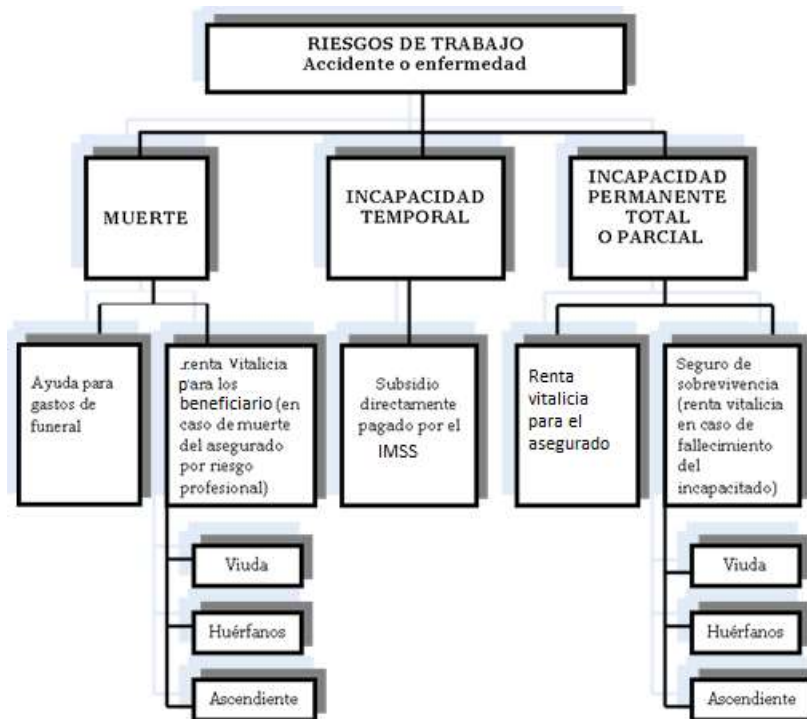 RIESGOS DE TRABAJO
Accidente o enfermedad
MUERTE
INCAPACIDAD
TEMPORAL
INCAPACIDAD
PERMANENTE
TOTAL
O PARCIAL
Ayuda para
gastos de
funeral
renta Vitalicia
para los
beneficiario (en
caso de muerte
del asegurado
por riesgo
profesional)
Subsidio
directamente
pagado por el
IMSS
Renta
vitalicia
para el
asegurado
Seguro de
sobrevivencia
(renta vitalicia
en caso de
fallecimiento
del
incapacitado)
Viuda
Huérfanos
Ascendiente
Viuda
Huérfanos
Ascendiente